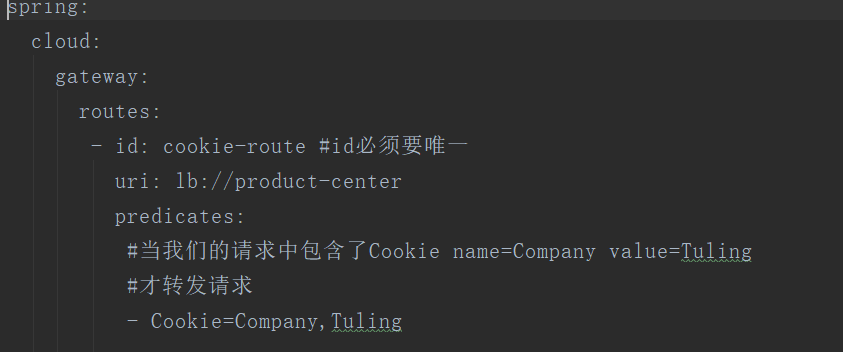 spring:
cloud:
gateway:
routes:
- id: cookie-route #id必须要唯一
uri: lb://product-center
predicates:
#当我们的请求中包含了Cookie name=Company value=Tuling
#才转发请求
- Cookie=Company,Tuling